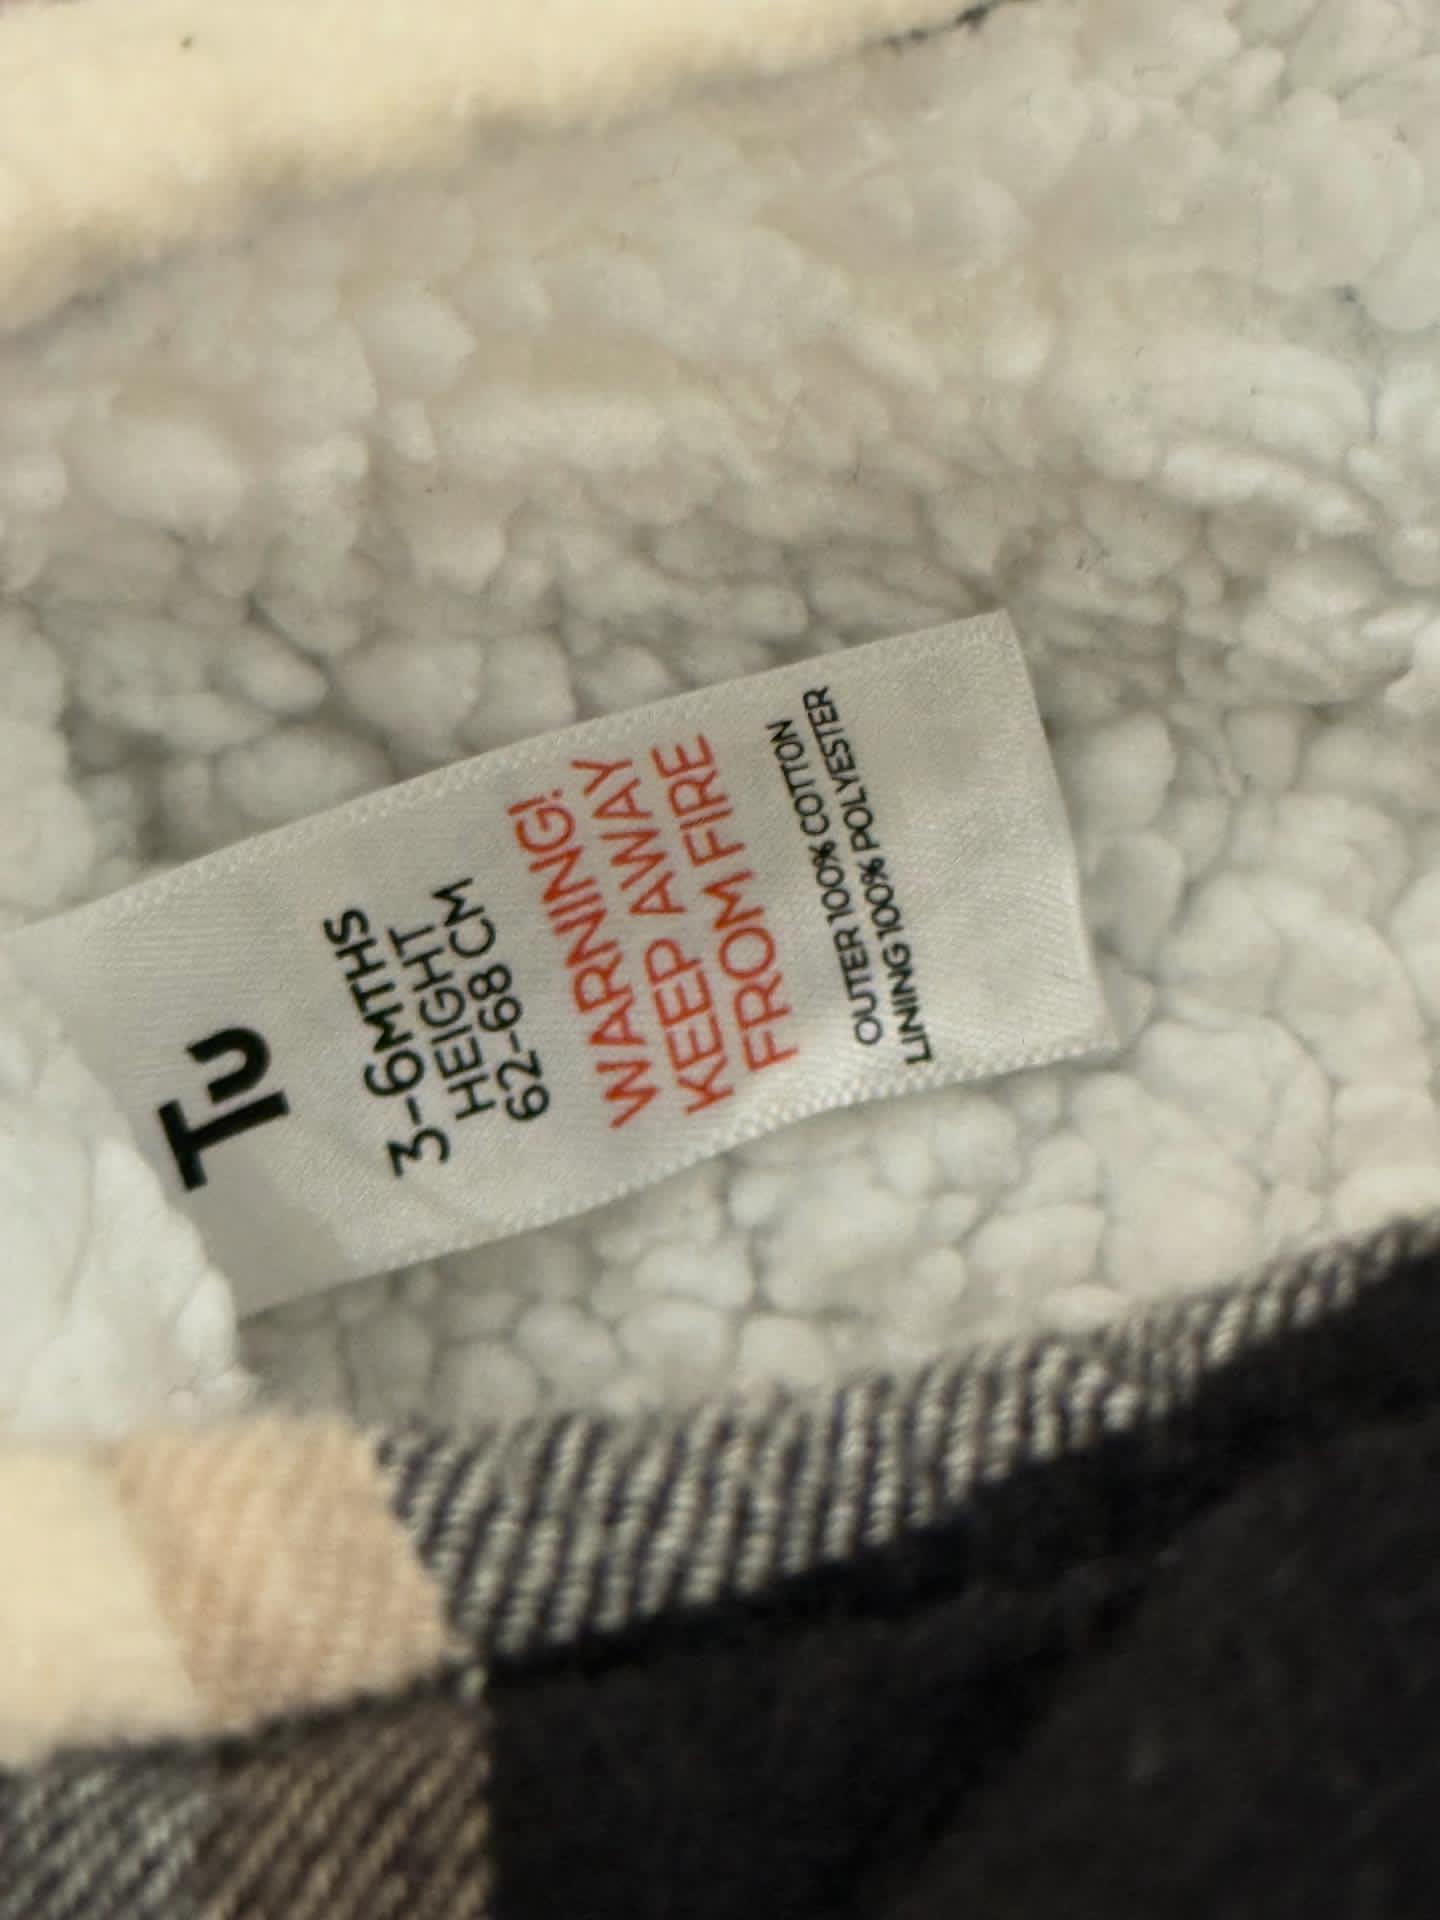 Tu
3-6MTHS
HEIGHT
62-68 CM
WARNING!
KEEP AWAY
FROM FIRE
OUTER 100% COTTON
LINING 100% POLYESTER